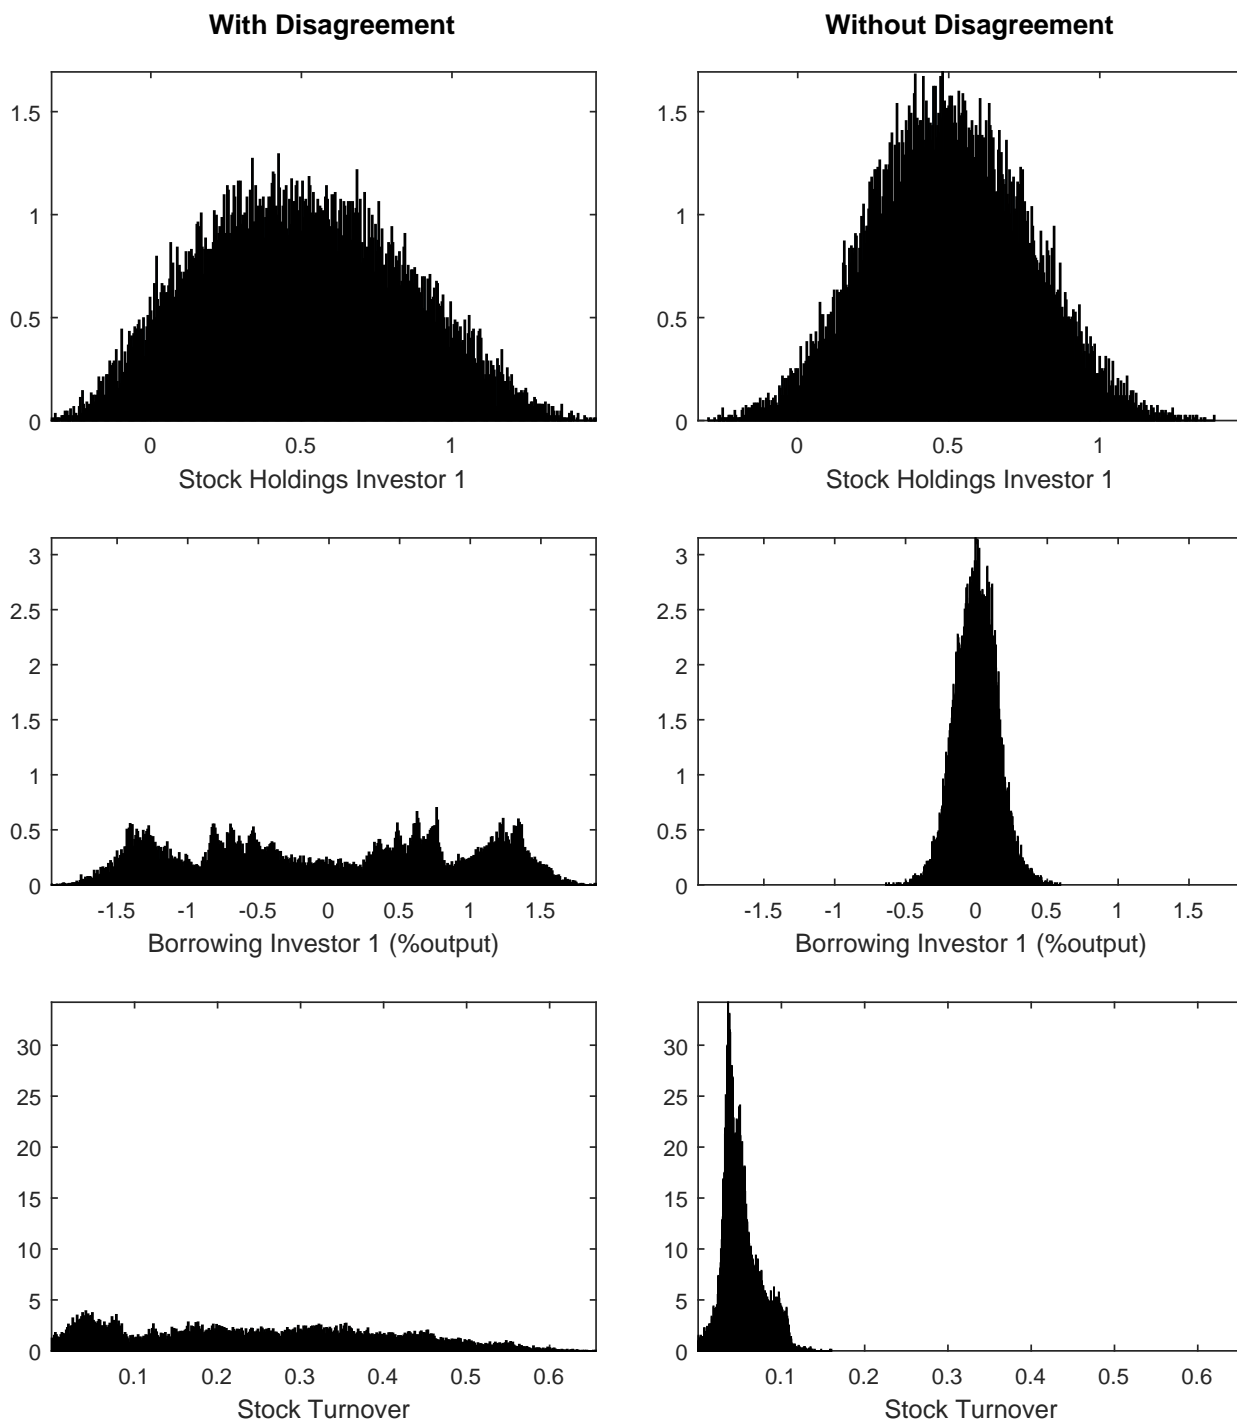 With Disagreement
Without Disagreement
1.5
1
0.5
0
0 0.5 1
Stock Holdings Investor 1
1.5
1
0.5
0
0 0.5 1
Stock Holdings Investor 1
3
2.5
2
1.5
1
0.5
0
-1.5 -1 -0.5 0 0.5 1 1.5
Borrowing Investor 1 (%output)
3
2.5
2
1.5
1
0.5
0
-1.5 -1 -0.5 0 0.5 1 1.5
Borrowing Investor 1 (%output)
30
25
20
15
10
5
0
0.1 0.2 0.3 0.4 0.5 0.6
Stock Turnover
30
25
20
15
10
5
0
0.1 0.2 0.3 0.4 0.5 0.6
Stock Turnover